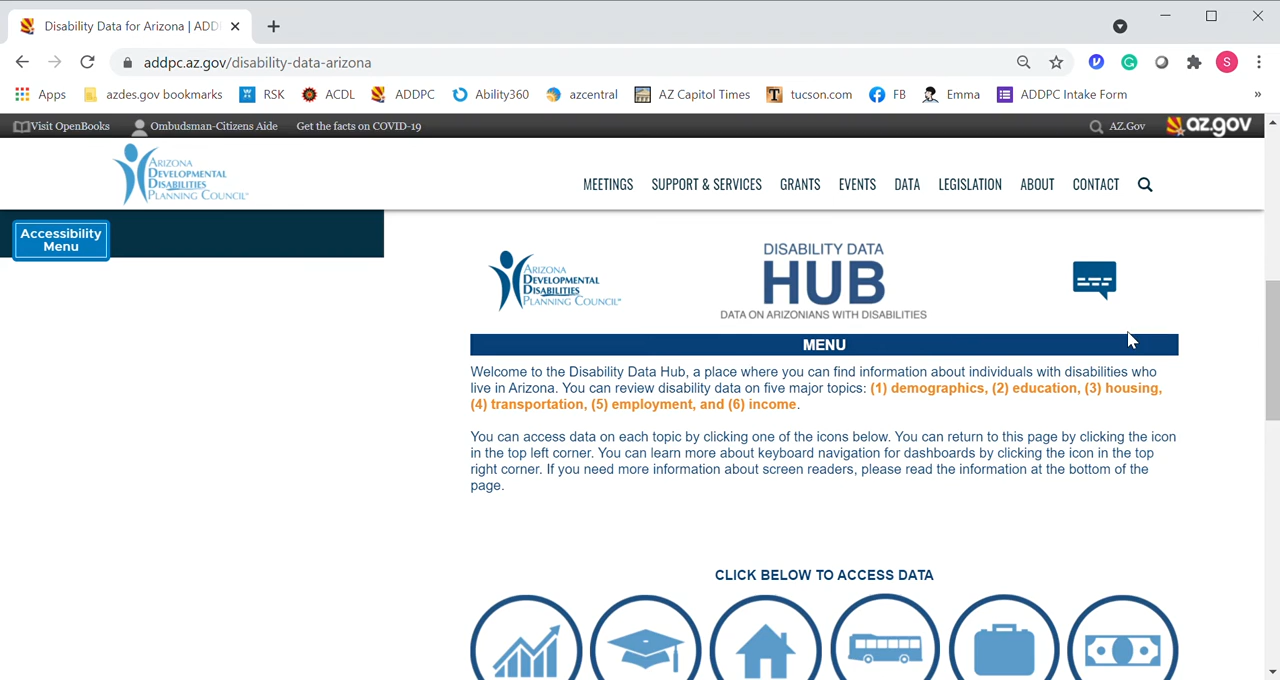 Disability Data for Arizona | ADD
addpc.az.gov/disability-data-arizona
S
Apps azdes.gov bookmarks RSK ACDL ADDPC Ability360 azcentral AZ Capitol Times tucson.com FB Emma ADDPC Intake Form »
Visit OpenBooks Ombudsman-Citizens Aide Get the facts on COVID-19 AZ.Gov az.gov
ARIZONA
DEVELOPMENTAL
DISABILITIES
PLANNING COUNCIL
MEETINGS SUPPORT & SERVICES GRANTS EVENTS DATA LEGISLATION ABOUT CONTACT
Accessibility
Menu
ARIZONA
DEVELOPMENTAL
DISABILITIES
PLANNING COUNCIL
DISABILITY DATA
HUB
DATA ON ARIZONIANS WITH DISABILITIES
MENU
Welcome to the Disability Data Hub, a place where you can find information about individuals with disabilities who
live in Arizona. You can review disability data on five major topics: (1) demographics, (2) education, (3) housing,
(4) transportation, (5) employment, and (6) income.
You can access data on each topic by clicking one of the icons below. You can return to this page by clicking the icon
in the top left corner. You can learn more about keyboard navigation for dashboards by clicking the icon in the top
right corner. If you need more information about screen readers, please read the information at the bottom of the
page.
CLICK BELOW TO ACCESS DATA